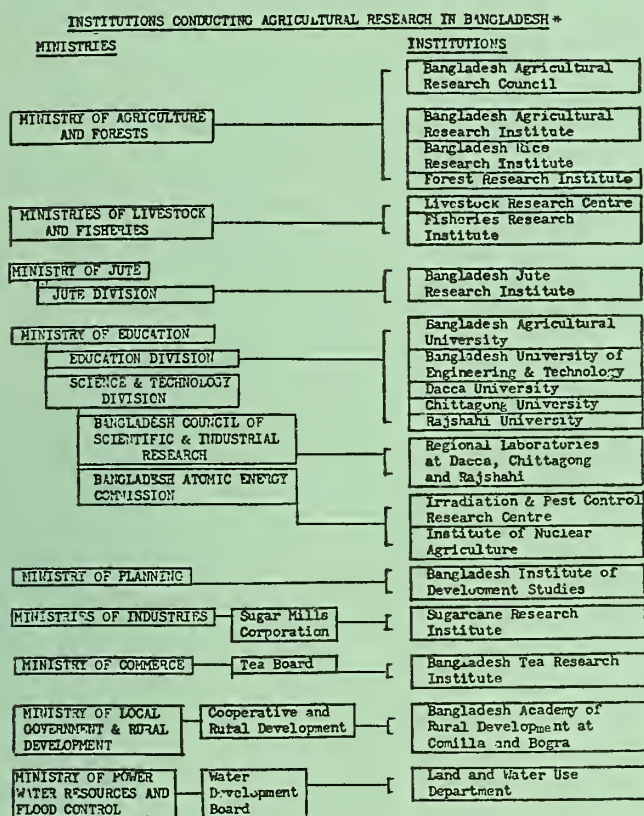 INSTITUTIONS CONDUCTING AGRICULTURAL RESEARCH IN BANGLADESH *
MINISTRIES
INSTITUTIONS
MINISTRY OF AGRICULTURE
AND FORESTS
Bangladesh Agricultural
Research Council
Bangladesh Agricultural
Research Institute
Bangladesh Rice
Research Institute
Forest Research Institute
MINISTRIES OF LIVESTOCK
AND FISHERIES
Livestock Research Centre
Fisheries Research
Institute
MINISTRY OF JUTE
JUTE DIVISION
Bangladesh Jute
Research Institute
MINISTRY OF EDUCATION
EDUCATION DIVISION
SCIENCE & TECHNOLOGY
DIVISION
BANGLADESH COUNCIL OF
SCIENTIFIC & INDUSTRIAL
RESEARCH
BANGLADESH ATOMIC ENERGY
COMMISSION
Bangladesh Agricultural
University
Bangladesh University of
Engineering & Technology
Dacca University
Chittagong University
Rajshahi University
Regional Laboratories
at Dacca, Chittagong
and Rajshahi
Irradiation & Pest Control
Research Centre
Institute of Nuclear
Agriculture
MINISTRY OF PLANNING
Bangladesh Institute of
Development Studies
MINISTRIES OF INDUSTRIES
Sugar Mills
Corporation
Sugarcane Research
Institute
MINISTRY OF COMMERCE
Tea Board
Bangladesh Tea Research
Institute
MINISTRY OF LOCAL
GOVERNMENT & RURAL
DEVELOPMENT
Cooperative and
Rural Development
Bangladesh Academy of
Rural Development at
Comilla and Bogra
MINISTRY OF POWER
WATER RESOURCES AND
FLOOD CONTROL
Water
Development
Board
Land and Water Use
Department